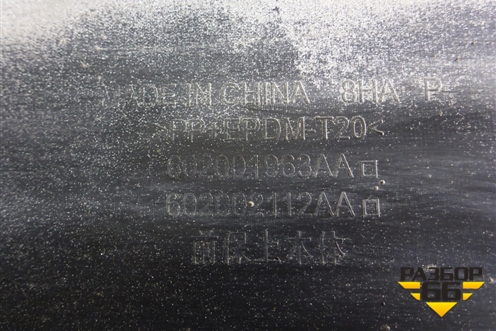 MADE IN CHINA 8HA
>PP+EPDM-T20<
602001963AA
602002112AA
前保上本体
РАЗБОР
66